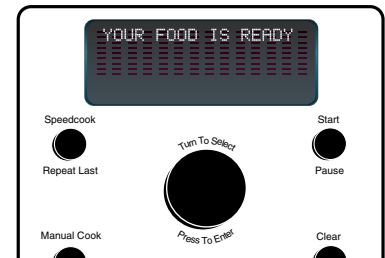 YOUR FOOD IS READY
Speedcook
Start
Turn To Select
Repeat Last
Pause
Press To Enter
Manual Cook
Clear